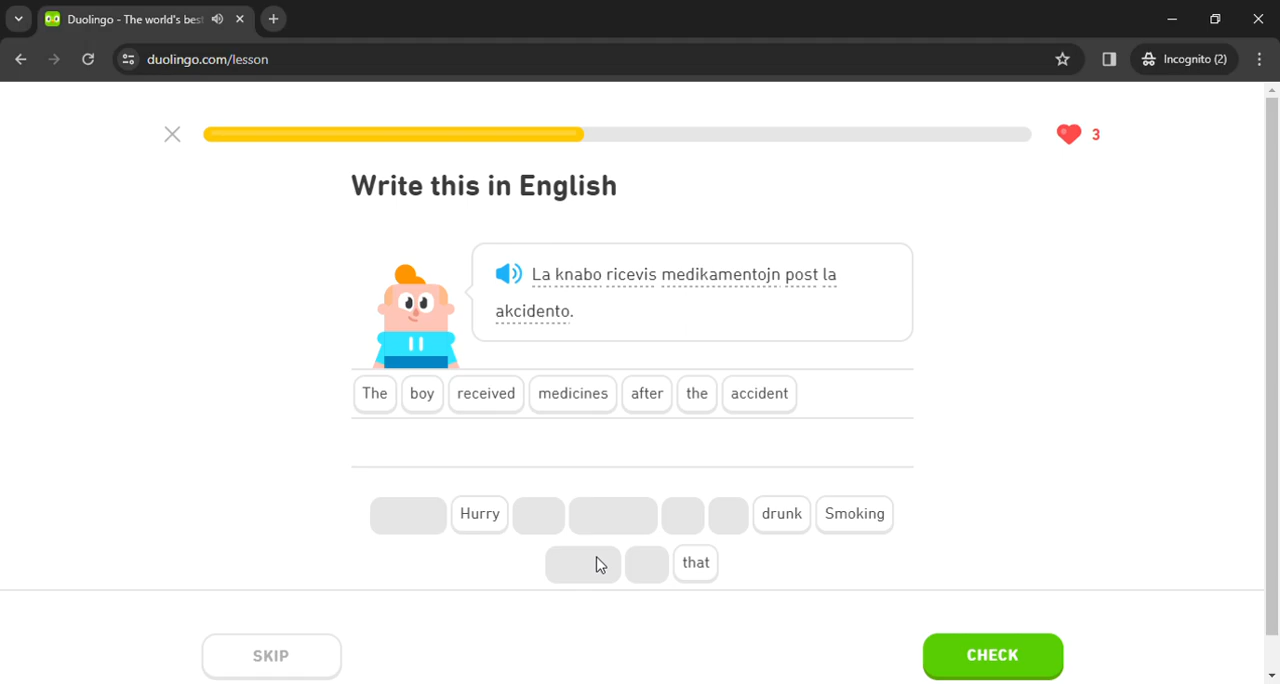 Duolingo - The world's bes
duolingo.com/lesson
Incognito (2)
3
Write this in English
La knabo ricevis medikamentojn post la
akcidento.
The boy received medicines after the accident
Hurry drunk Smoking
that
SKIP CHECK